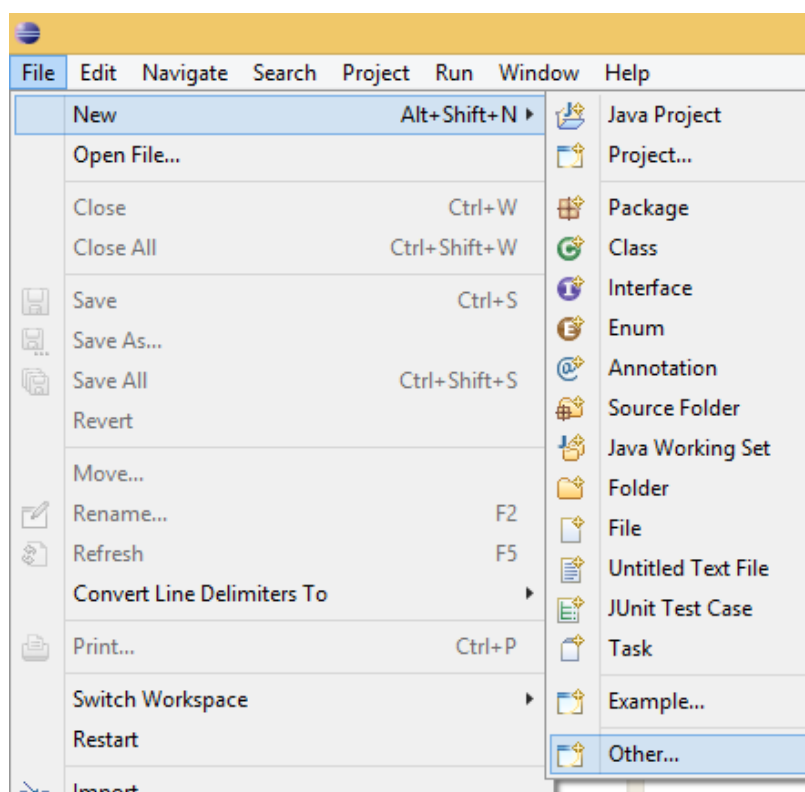 File Edit Navigate Search Project Run Window Help
New Alt+Shift+N
Open File...
Close Ctrl+W
Close All Ctrl+Shift+W
Save Ctrl+S
Save As...
Save All Ctrl+Shift+S
Revert
Move...
Rename... F2
Refresh F5
Convert Line Delimiters To
Print... Ctrl+P
Switch Workspace
Restart
Import
Java Project
Project...
Package
Class
Interface
Enum
Annotation
Source Folder
Java Working Set
Folder
File
Untitled Text File
JUnit Test Case
Task
Example...
Other...